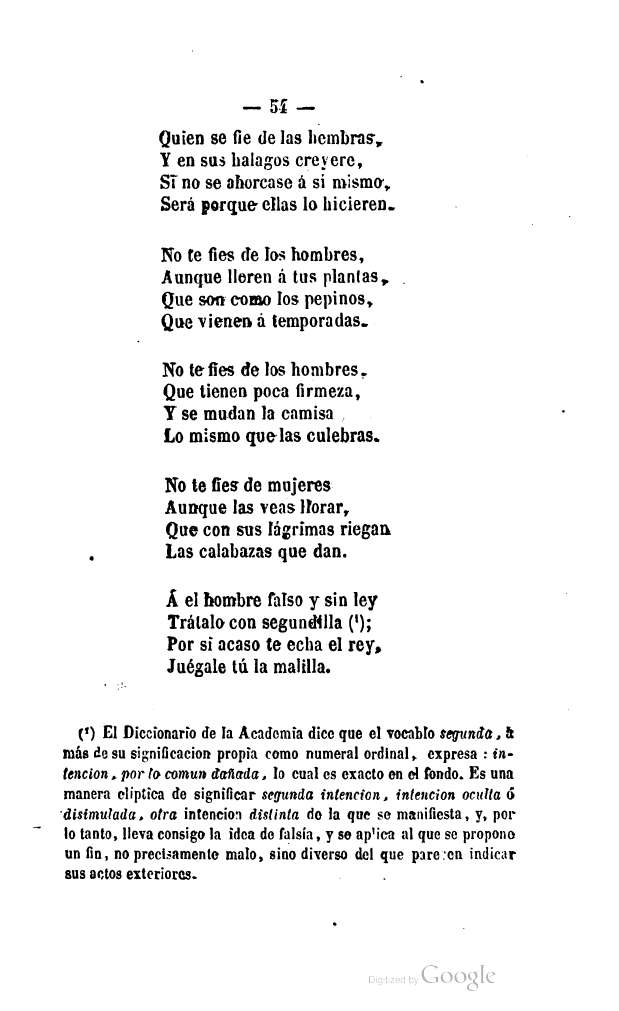 — 54 —
Quien se fie de las hembras,
Y en sus halagos creyere,
Si no se ahorcase á si mismo,
Será porque ellas lo hicieren.
No te fies de los hombres,
Aunque lloren á tus plantas,
Que son como los pepinos,
Que vienen á temporadas.
No te fies de los hombres,
Que tienen poca firmeza,
Y se mudan la camisa
Lo mismo que las culebras.
No te fies de mujeres
Aunque las veas llorar,
Que con sus lágrimas riegan
Las calabazas que dan.
Á el hombre falso y sin ley
Trátalo con segundilla (¹);
Por si acaso te echa el rey,
Juégale tú la malilla.
(¹) El Diccionario de la Academia dice que el vocablo segunda, á
más de su significacion propia como numeral ordinal, expresa : in-
tencion, por lo comun dañada, lo cual es exacto en el fondo. Es una
manera elíptica de significar segunda intencion, intencion oculta ó
disimulada, otra intencion distinta de la que se manifiesta, y, por
lo tanto, lleva consigo la idea de falsía, y se aplica al que se propone
un fin, no precisamente malo, sino diverso del que parecen indicar
sus actos exteriores.
Digitized by Google